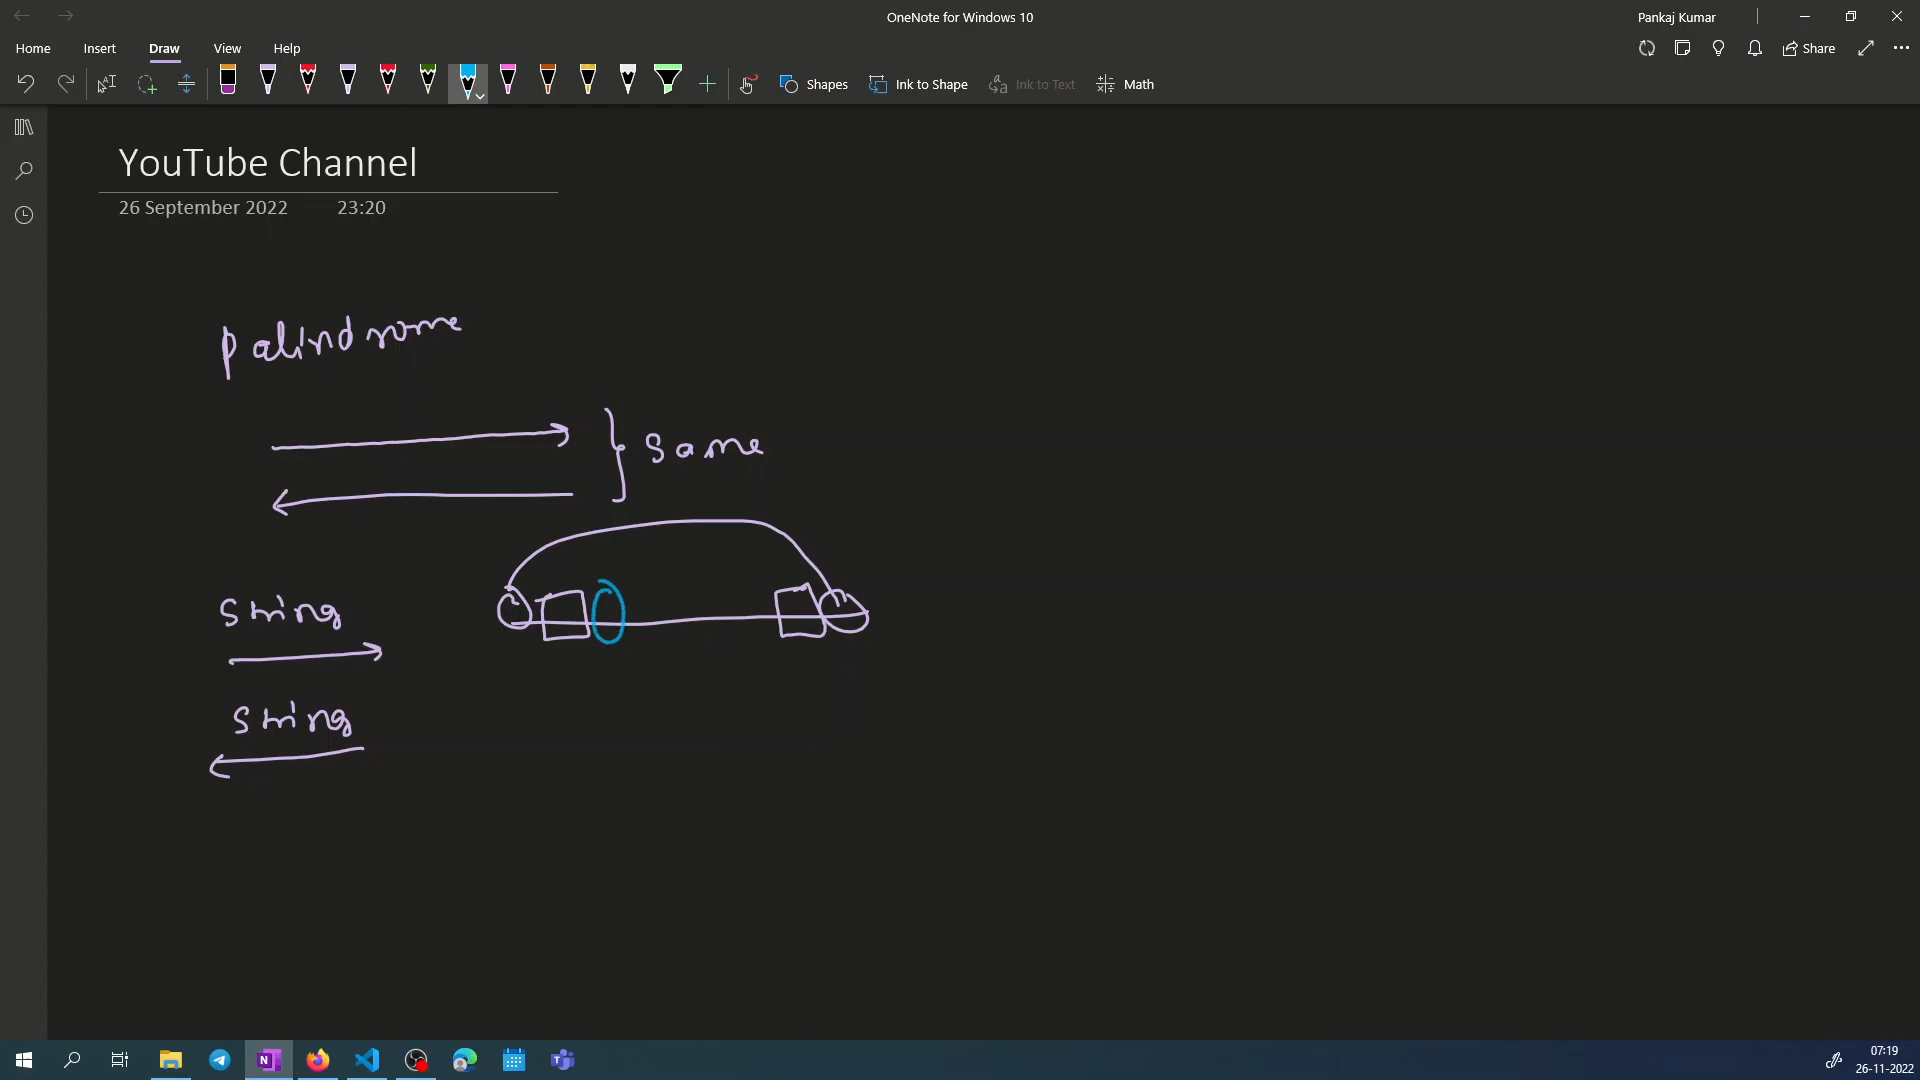 OneNote for Windows 10
Pankaj Kumar
Home Insert Draw View Help
Share
Shapes
Ink to Shape
Ink to Text
Math
YouTube Channel
26 September 2022 23:20
palindrome
same
string
string
07:19
26-11-2022